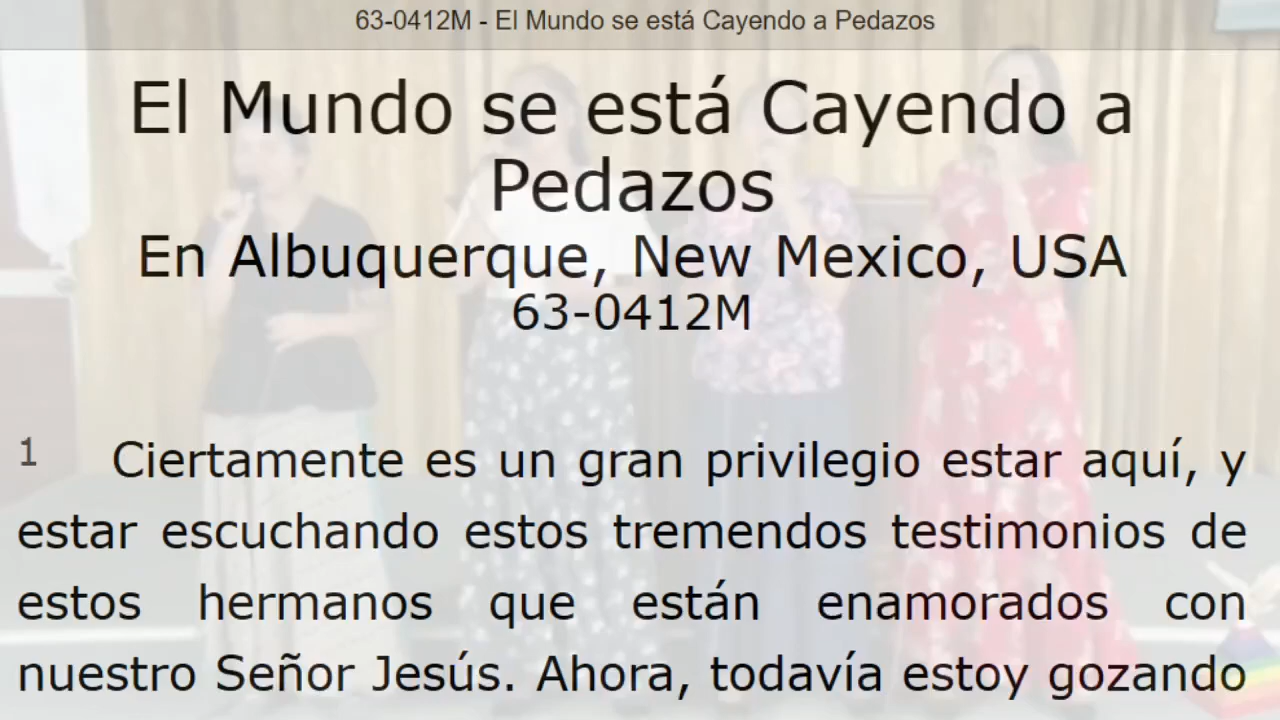 63-0412M - El Mundo se está Cayendo a Pedazos
El Mundo se está Cayendo a
Pedazos
En Albuquerque, New Mexico, USA
63-0412M
1 Ciertamente es un gran privilegio estar aquí, y
estar escuchando estos tremendos testimonios de
estos hermanos que están enamorados con
nuestro Señor Jesús. Ahora, todavía estoy gozando